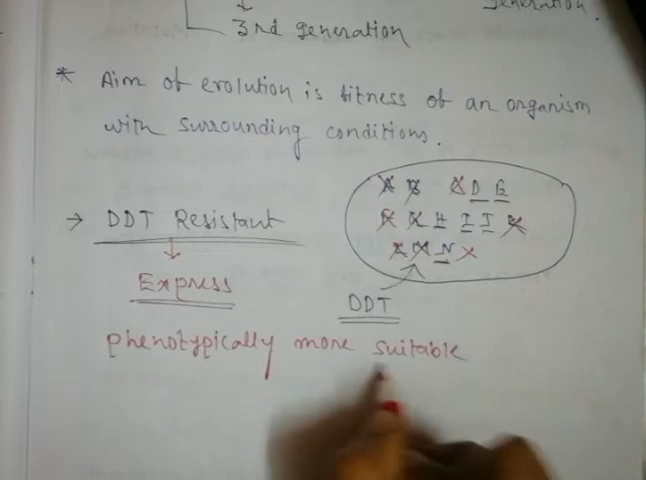 generation.
3rd generation
* Aim of evolution is fitness of an organism
with surrounding conditions.
D E
H I J
N
→ DDT Resistant
Express
DDT
phenotypically more suitable